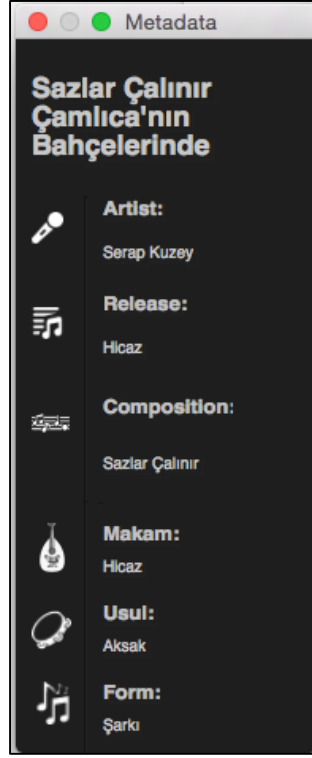 Metadata
Sazlar Çalınır
Çamlıca'nın
Bahçelerinde
Artist:
Serap Kuzey
Release:
Hicaz
Composition:
Sazlar Çalınır
Makam:
Hicaz
Usul:
Aksak
Form:
Şarkı